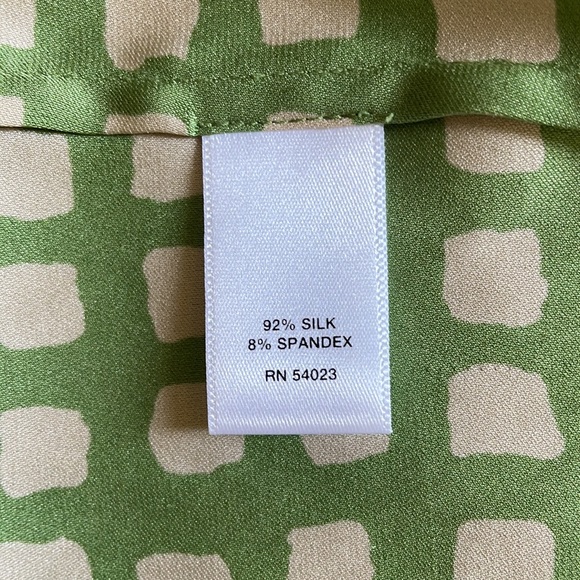 92% SILK
8% SPANDEX
RN 54023